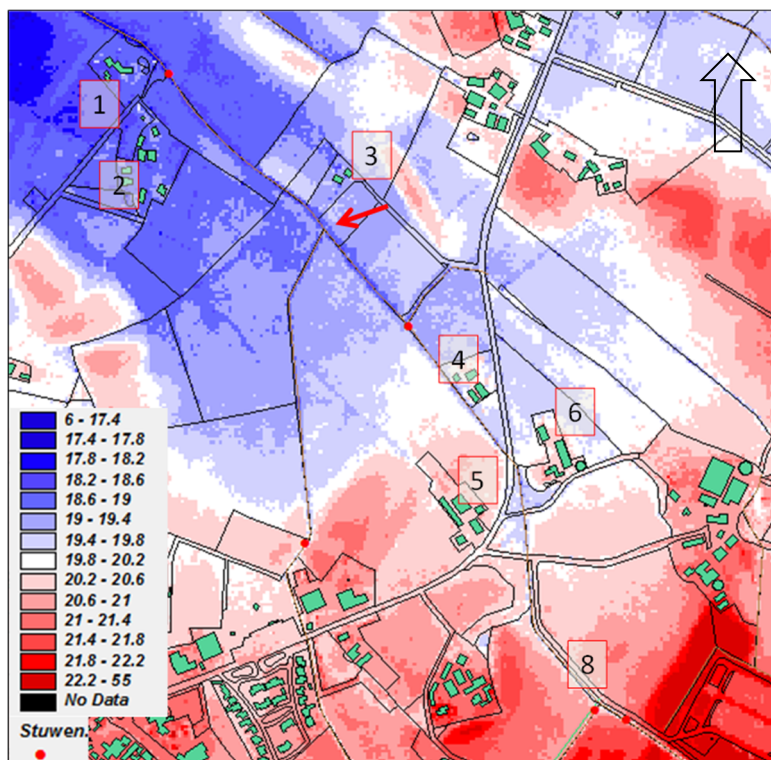 1
3
2
4
6
5
8
6 - 17.4
17.4 - 17.8
17.8 - 18.2
18.2 - 18.6
18.6 - 19
19 - 19.4
19.4 - 19.8
19.8 - 20.2
20.2 - 20.6
20.6 - 21
21 - 21.4
21.4 - 21.8
21.8 - 22.2
22.2 - 55
No Data
Stuwen.